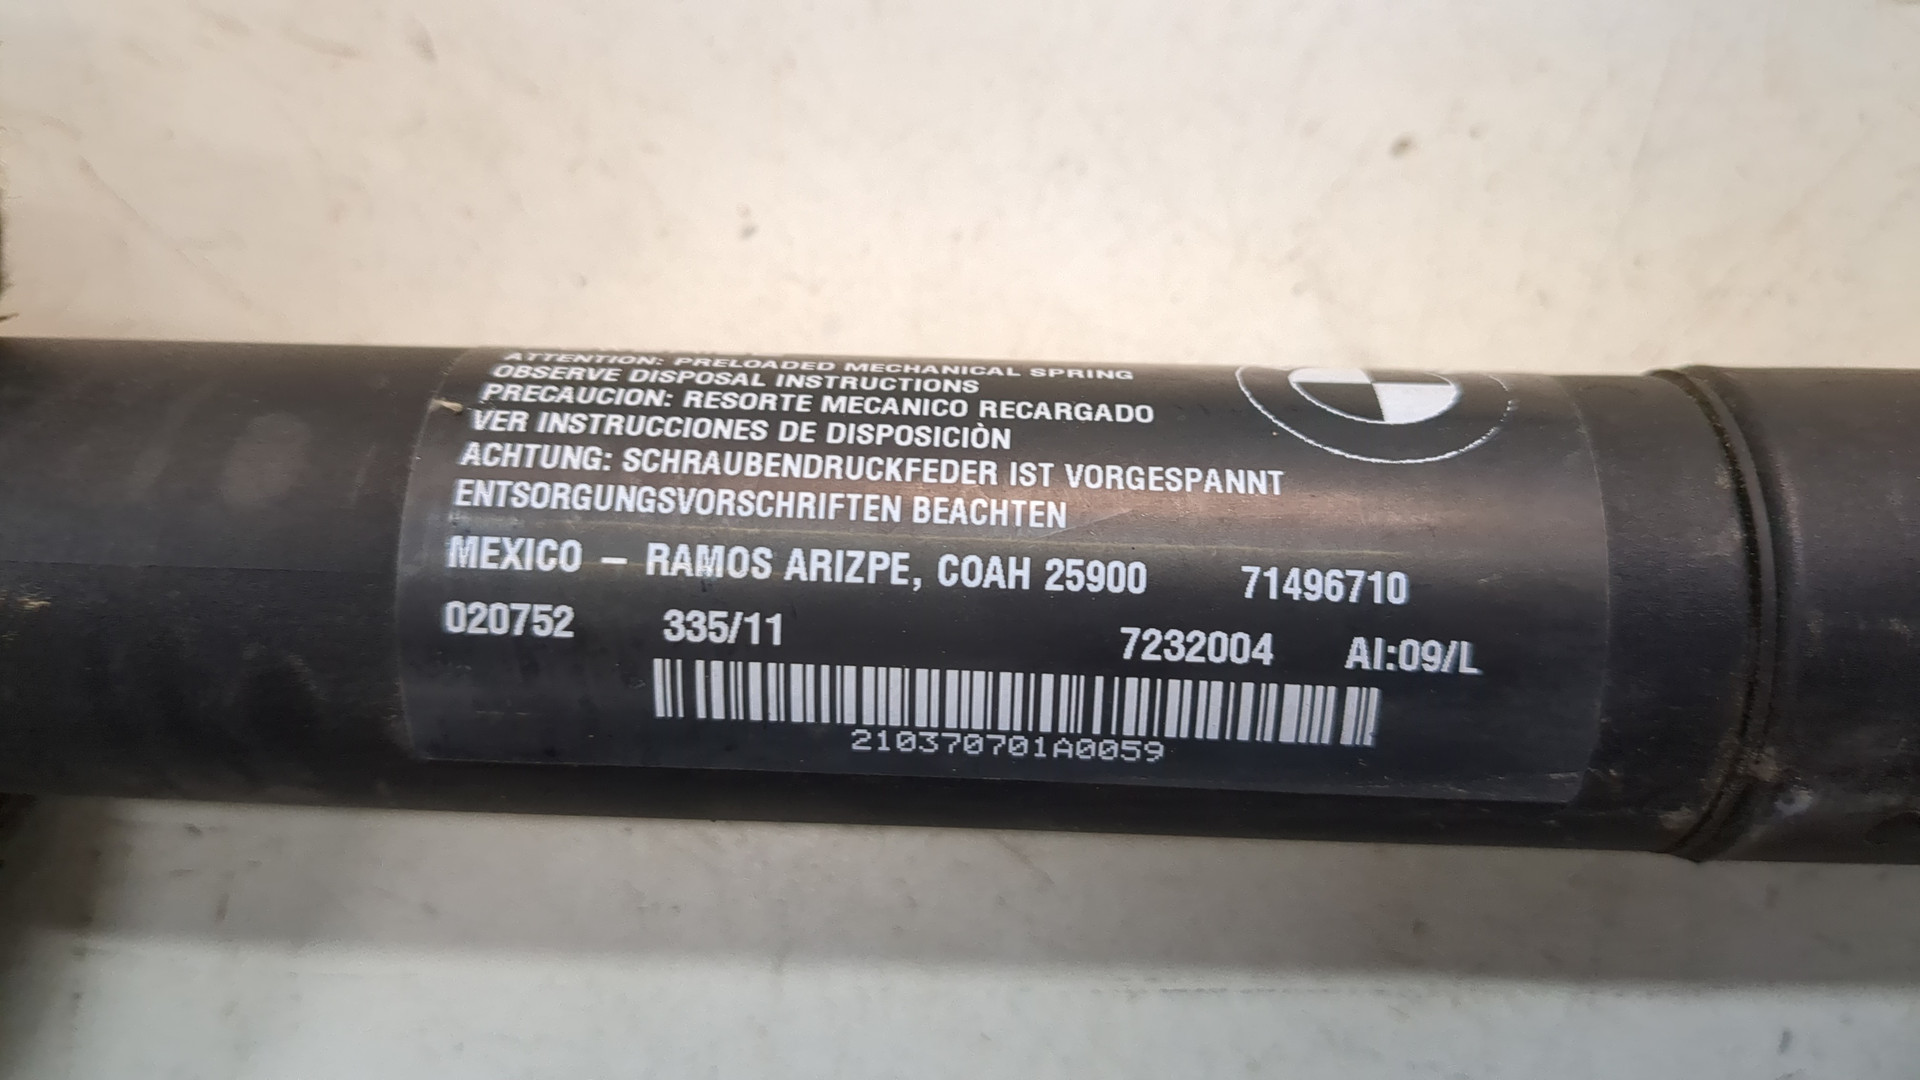 ATTENTION: PRELOADED MECHANICAL SPRING
OBSERVE DISPOSAL INSTRUCTIONS
PRECAUCION: RESORTE MECANICO RECARGADO
VER INSTRUCCIONES DE DISPOSICIÒN
ACHTUNG: SCHRAUBENDRUCKFEDER IST VORGESPANNT
ENTSORGUNGSVORSCHRIFTEN BEACHTEN
MEXICO – RAMOS ARIZPE, COAH 25900 71496710
020752 335/11 7232004 AI:09/L
210370701A0059